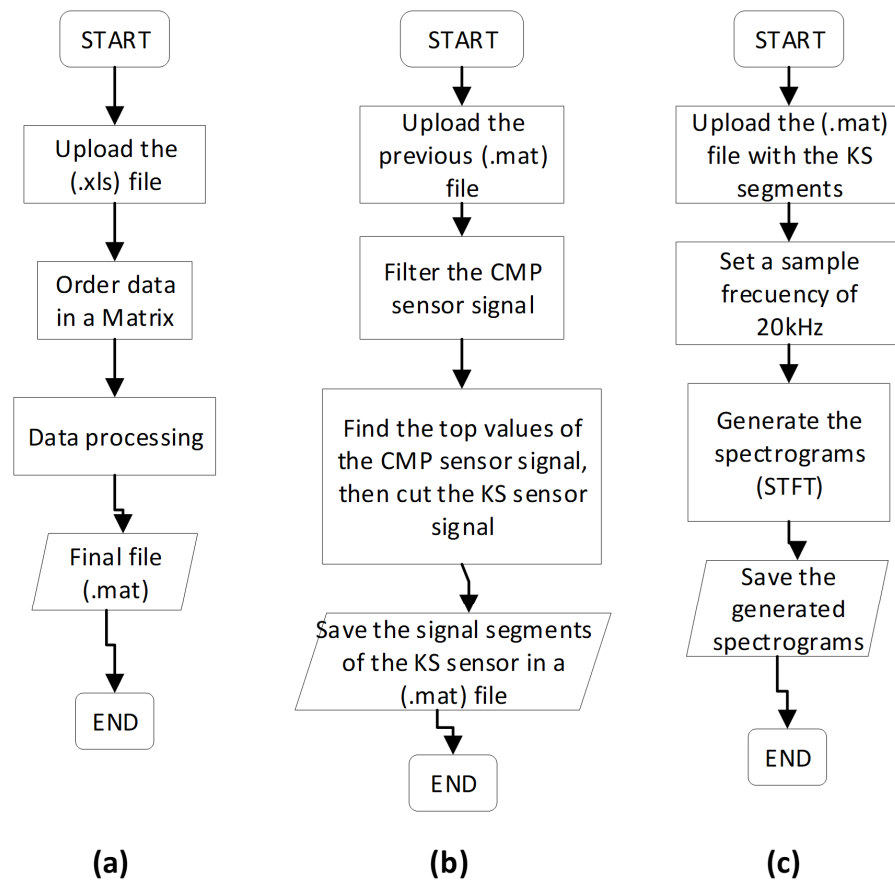 START
Upload the
(.xls) file
Order data
in a Matrix
Data processing
Final file
(.mat)
END
(a)
START
Upload the
previous (.mat)
file
Filter the CMP
sensor signal
Find the top values of
the CMP sensor signal,
then cut the KS sensor
signal
Save the signal segments
of the KS sensor in a
(.mat) file
END
(b)
START
Upload the (.mat)
file with the KS
segments
Set a sample
frecuency of
20kHz
Generate the
spectrograms
(STFT)
Save the
generated
spectrograms
END
(c)